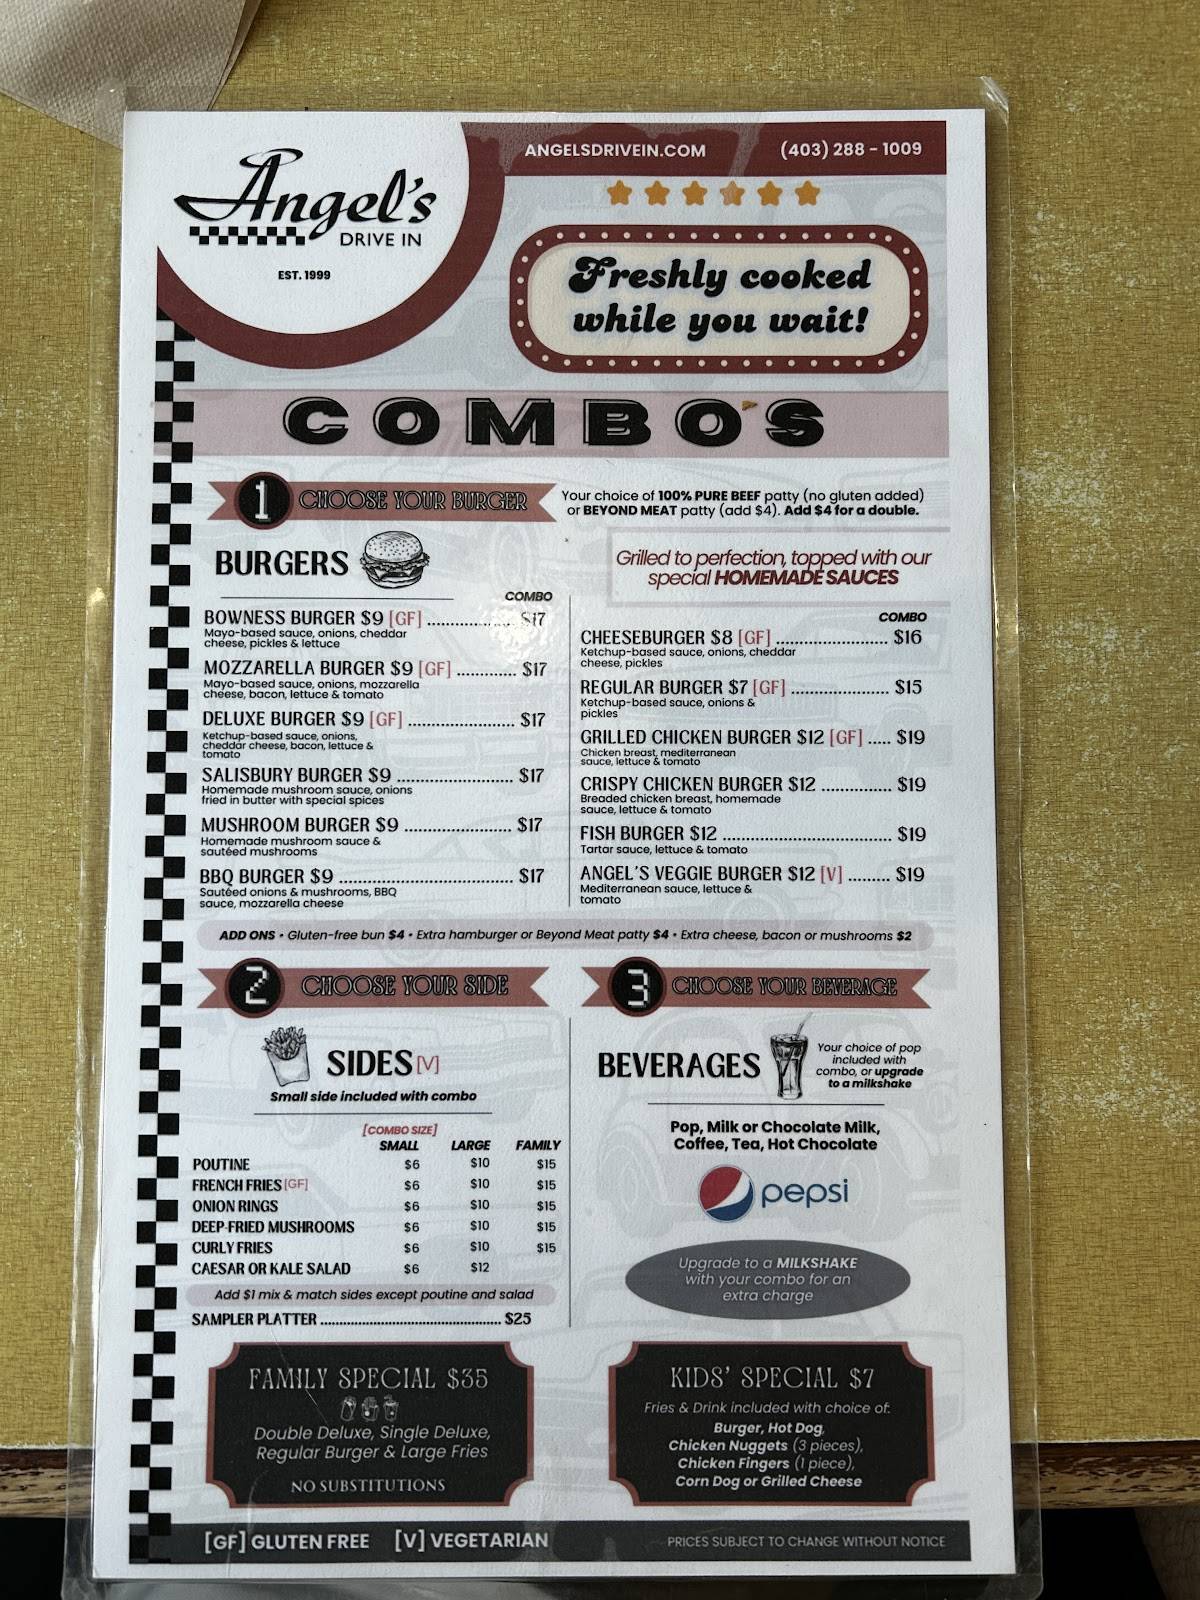 Angel's
DRIVE IN
EST. 1999
ANGELSDRIVEIN.COM (403) 288 - 1009
Freshly cooked
while you wait!
COMBO'S
1 CHOOSE YOUR BURGER
Your choice of 100% PURE BEEF patty (no gluten added)
or BEYOND MEAT patty (add $4). Add $4 for a double.
BURGERS
Grilled to perfection, topped with our
special HOMEMADE SAUCES
COMBO
BOWNESS BURGER $9 [GF] .................. $17
Mayo-based sauce, onions, cheddar
cheese, pickles & lettuce
MOZZARELLA BURGER $9 [GF] ............ $17
Mayo-based sauce, onions, mozzarella
cheese, bacon, lettuce & tomato
DELUXE BURGER $9 [GF] ..................... $17
Ketchup-based sauce, onions,
cheddar cheese, bacon, lettuce &
tomato
SALISBURY BURGER $9 ....................... $17
Homemade mushroom sauce, onions
fried in butter with special spices
MUSHROOM BURGER $9 ..................... $17
Homemade mushroom sauce &
sautéed mushrooms
BBQ BURGER $9 .................................. $17
Sautéed onions & mushrooms, BBQ
sauce, mozzarella cheese
COMBO
CHEESEBURGER $8 [GF] ...................... $16
Ketchup-based sauce, onions, cheddar
cheese, pickles
REGULAR BURGER $7 [GF] ................... $15
Ketchup-based sauce, onions &
pickles
GRILLED CHICKEN BURGER $12 [GF] ..... $19
Chicken breast, mediterranean
sauce, lettuce & tomato
CRISPY CHICKEN BURGER $12 .............. $19
Breaded chicken breast, homemade
sauce, lettuce & tomato
FISH BURGER $12 ................................. $19
Tartar sauce, lettuce & tomato
ANGEL'S VEGGIE BURGER $12 [V] ......... $19
Mediterranean sauce, lettuce &
tomato
ADD ONS • Gluten-free bun $4 • Extra hamburger or Beyond Meat patty $4 • Extra cheese, bacon or mushrooms $2
2 CHOOSE YOUR SIDE
SIDES [V]
Small side included with combo
[COMBO SIZE]
SMALL LARGE FAMILY
POUTINE $6 $10 $15
FRENCH FRIES [GF] $6 $10 $15
ONION RINGS $6 $10 $15
DEEP-FRIED MUSHROOMS $6 $10 $15
CURLY FRIES $6 $10 $15
CAESAR OR KALE SALAD $6 $12
Add $1 mix & match sides except poutine and salad
SAMPLER PLATTER .................................................. $25
3 CHOOSE YOUR BEVERAGE
BEVERAGES
Your choice of pop
included with
combo, or upgrade
to a milkshake
Pop, Milk or Chocolate Milk,
Coffee, Tea, Hot Chocolate
pepsi
Upgrade to a MILKSHAKE
with your combo for an
extra charge
FAMILY SPECIAL $35
Double Deluxe, Single Deluxe,
Regular Burger & Large Fries
NO SUBSTITUTIONS
KIDS' SPECIAL $7
Fries & Drink included with choice of:
Burger, Hot Dog,
Chicken Nuggets (3 pieces),
Chicken Fingers (1 piece),
Corn Dog or Grilled Cheese
[GF] GLUTEN FREE [V] VEGETARIAN
PRICES SUBJECT TO CHANGE WITHOUT NOTICE